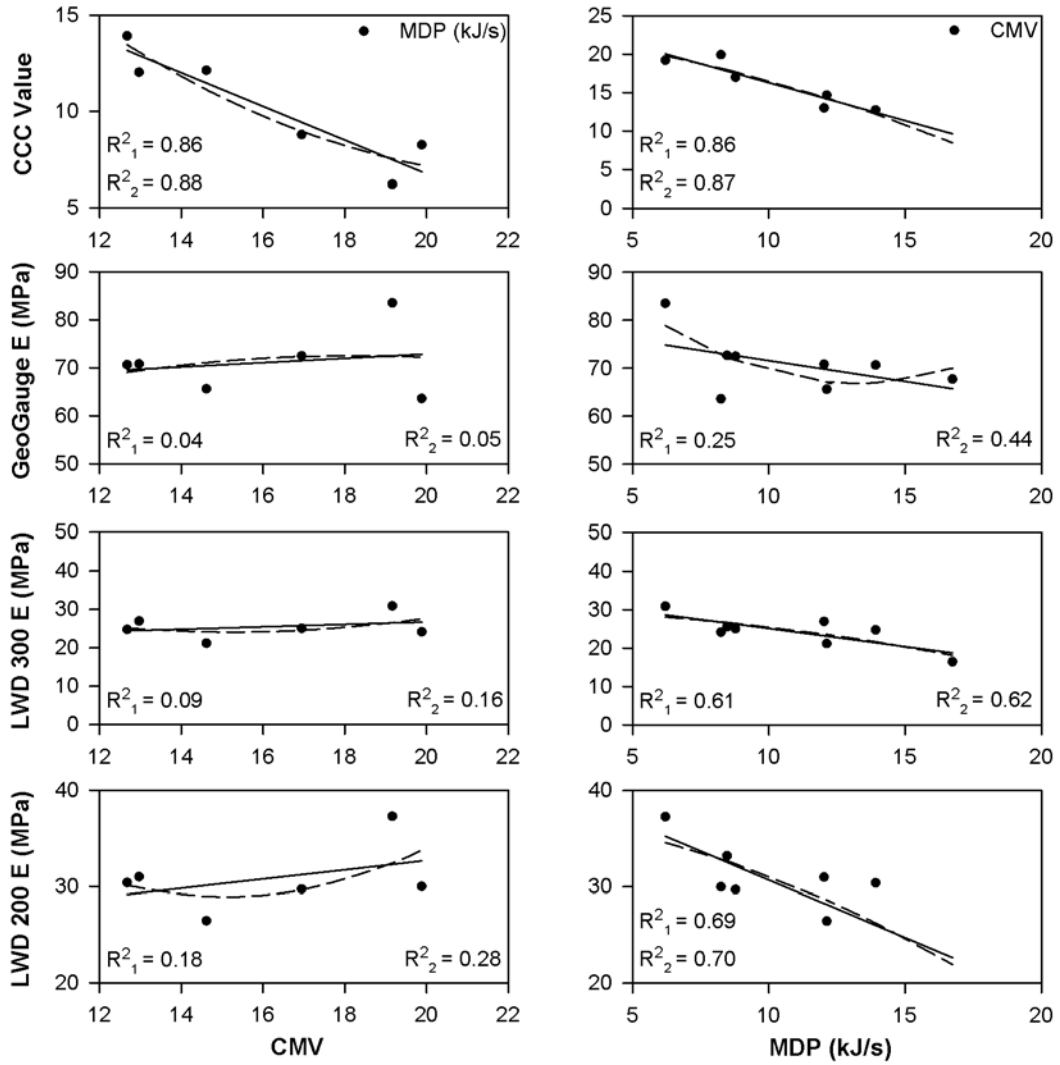 CCC Value
15
10
5
MDP (kJ/s)
R²₁ = 0.86
R²₂ = 0.88
12 14 16 18 20 22
25
20
15
10
5
0
CMV
R²₁ = 0.86
R²₂ = 0.87
5 10 15 20
GeoGauge E (MPa)
90
80
70
60
50
R²₁ = 0.04 R²₂ = 0.05
12 14 16 18 20 22
90
80
70
60
50
R²₁ = 0.25 R²₂ = 0.44
5 10 15 20
LWD 300 E (MPa)
50
40
30
20
10
0
R²₁ = 0.09 R²₂ = 0.16
12 14 16 18 20 22
50
40
30
20
10
0
R²₁ = 0.61 R²₂ = 0.62
5 10 15 20
LWD 200 E (MPa)
40
30
20
R²₁ = 0.18 R²₂ = 0.28
12 14 16 18 20 22
CMV
40
30
20
R²₁ = 0.69
R²₂ = 0.70
5 10 15 20
MDP (kJ/s)